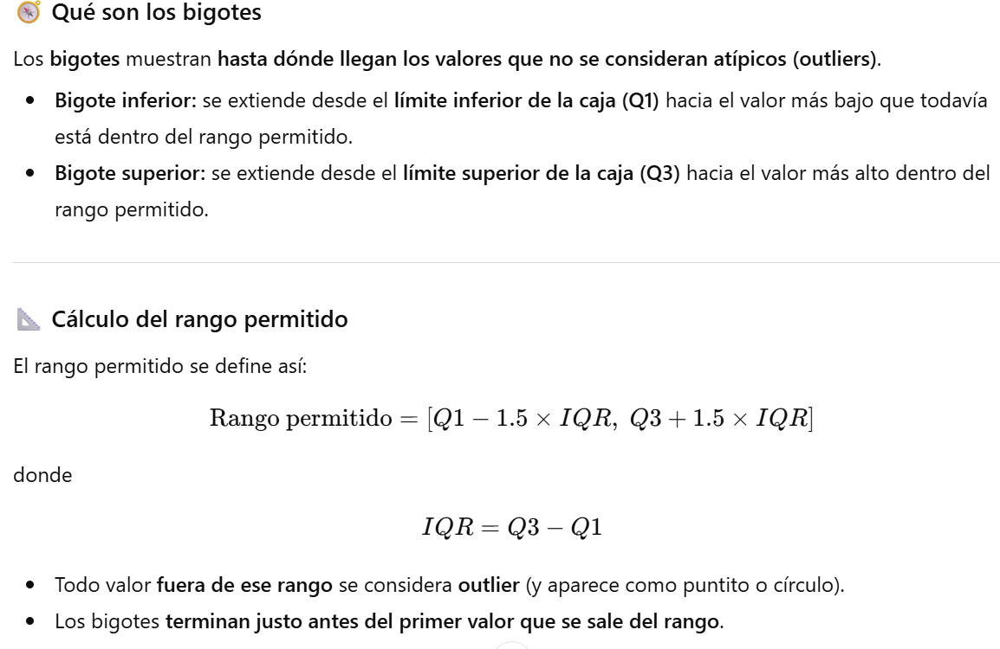 Qué son los bigotes
Los bigotes muestran hasta dónde llegan los valores que no se consideran atípicos (outliers).
• Bigote inferior: se extiende desde el límite inferior de la caja (Q1) hacia el valor más bajo que todavía
está dentro del rango permitido.
• Bigote superior: se extiende desde el límite superior de la caja (Q3) hacia el valor más alto dentro del
rango permitido.
Cálculo del rango permitido
El rango permitido se define así:
Rango permitido = [Q1 − 1.5 × IQR, Q3 + 1.5 × IQR]
donde
IQR = Q3 − Q1
• Todo valor fuera de ese rango se considera outlier (y aparece como puntito o círculo).
• Los bigotes terminan justo antes del primer valor que se sale del rango.